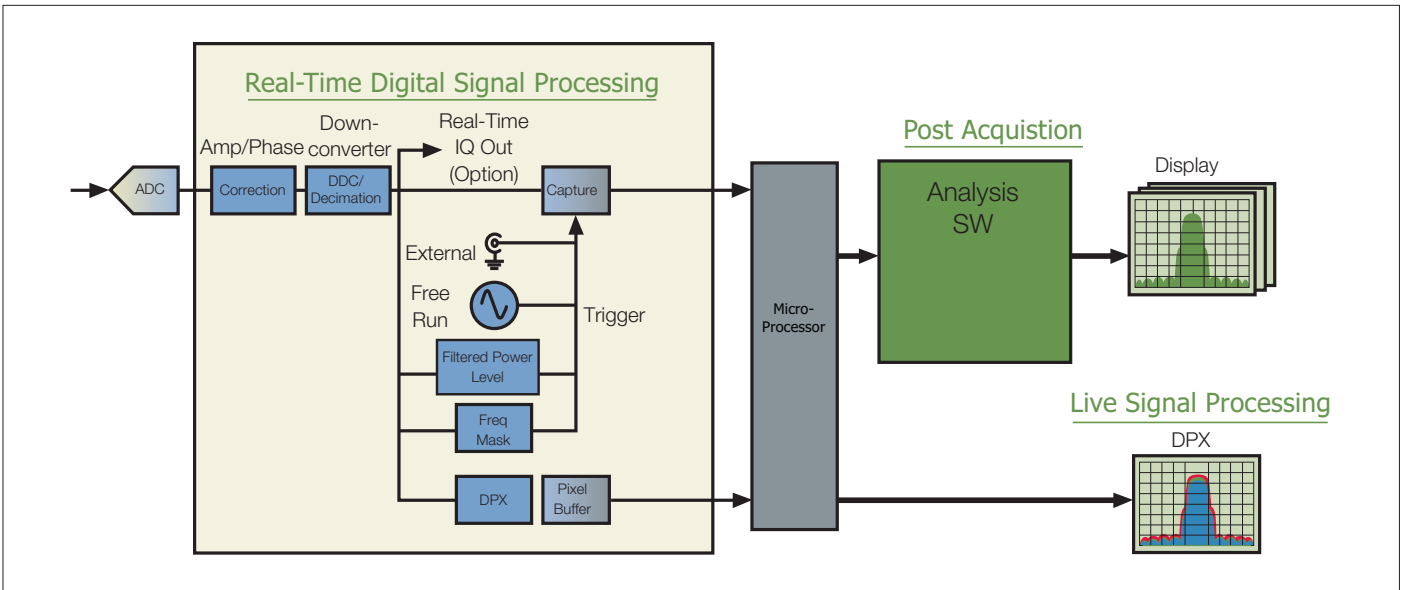 Real-Time Digital Signal Processing
Down-
converter
Amp/Phase
Real-Time
IQ Out
(Option)
ADC
Correction
DDC/
Decimation
Capture
External
Free
Run
Trigger
Filtered Power
Level
Freq
Mask
DPX
Pixel
Buffer
Micro-
Processor
Post Acquistion
Analysis
SW
Display
Live Signal Processing
DPX